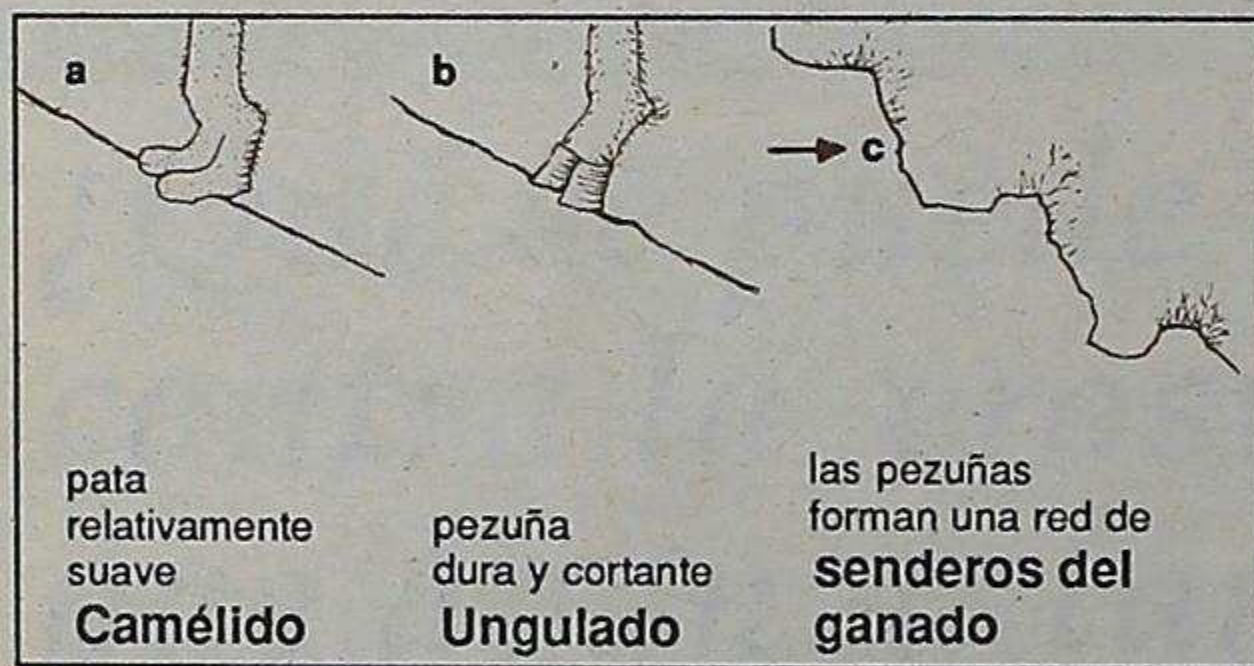 a
pata
relativamente
suave
Camélido
b
pezuña
dura y cortante
Ungulado
c
las pezuñas
forman una red de
senderos del
ganado